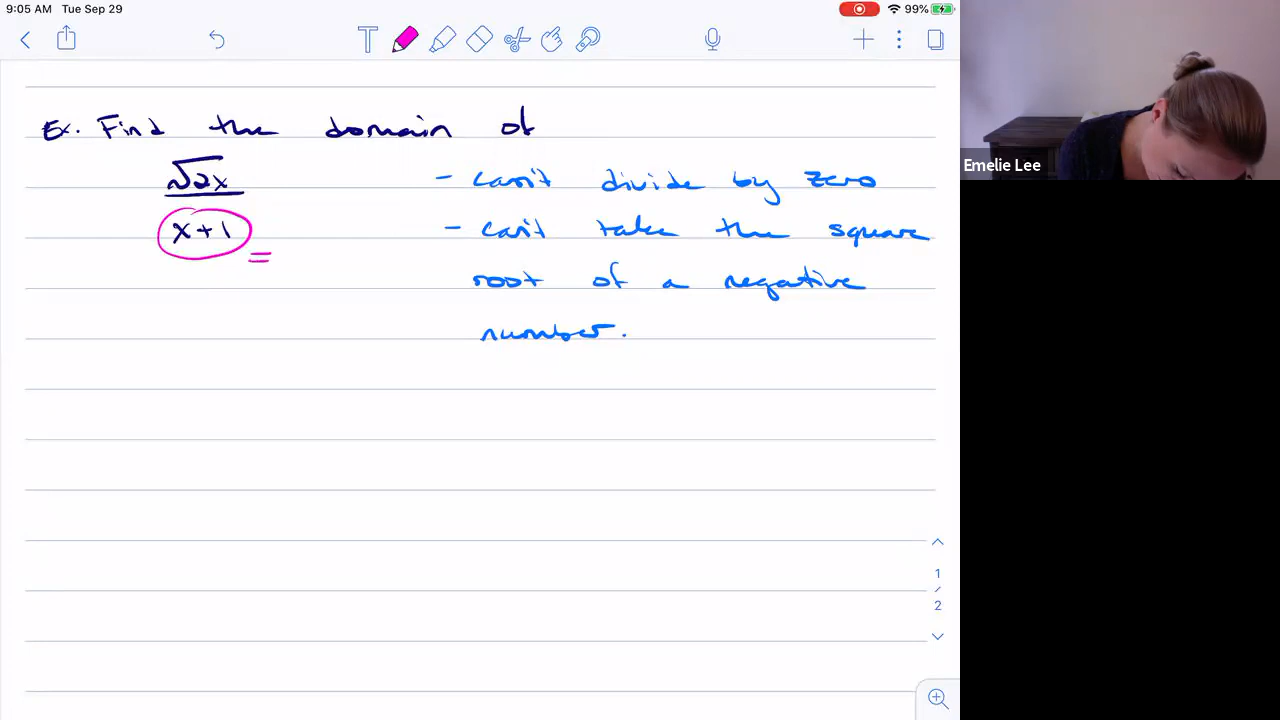 9:05 AM Tue Sep 29
99%
T
Ex. Find the domain of
√2x
x+1 =
- can't divide by zero
- can't take the square
root of a negative
number.
Emelie Lee
1
/
2